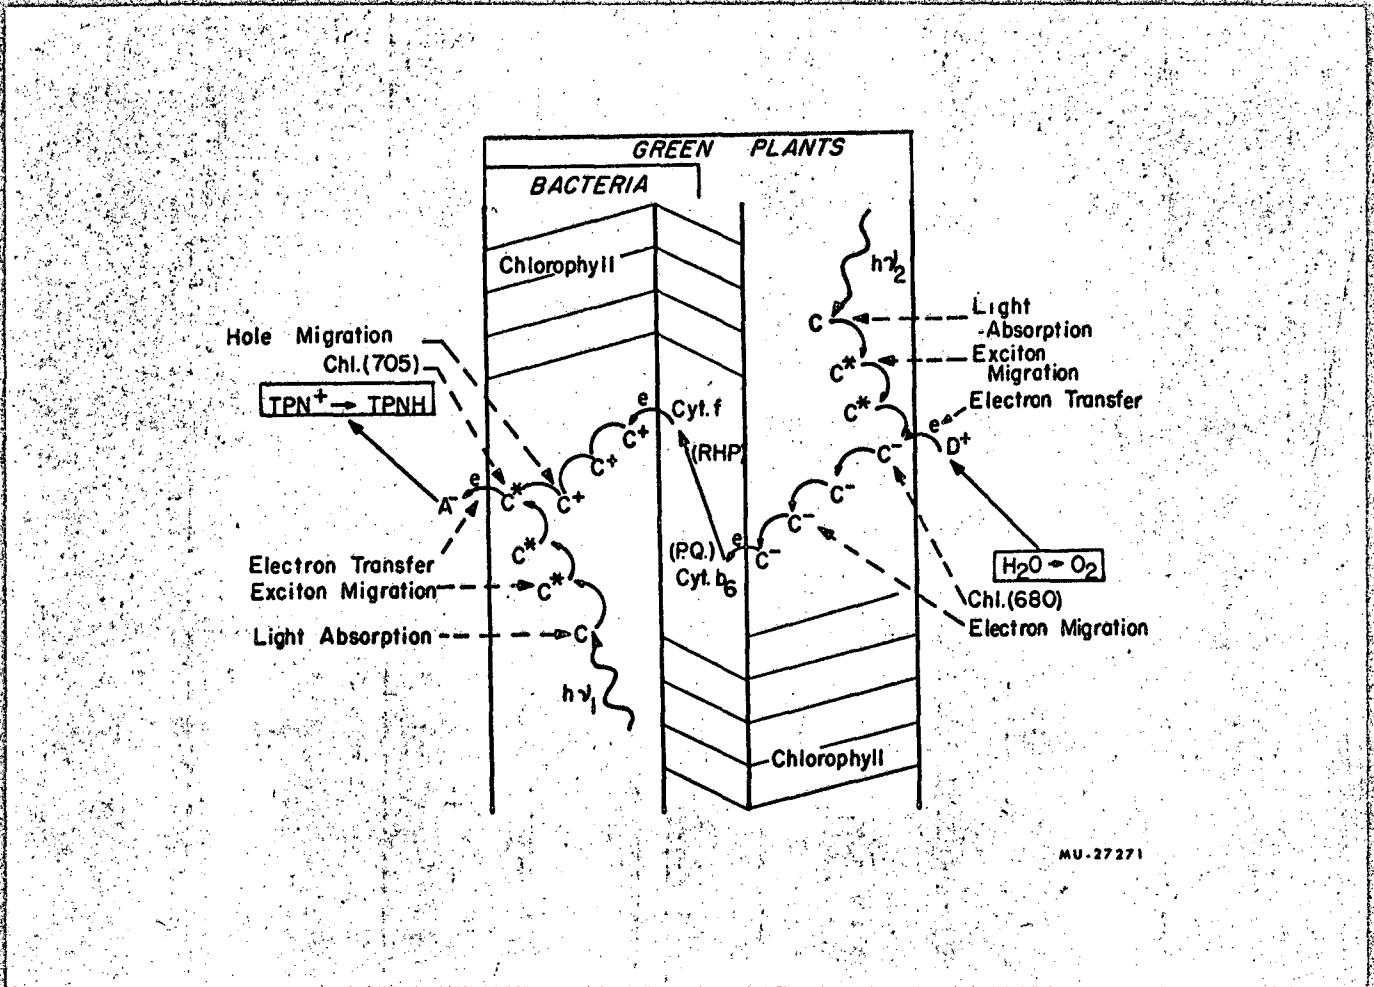 GREEN PLANTS
BACTERIA
Chlorophyll
hν2
C
Light
-Absorption
C*
Exciton
Migration
C*
Electron Transfer
e
D+
C-
C-
C-
C-
e
H2O → O2
Chl.(680)
Electron Migration
Hole Migration
Chl.(705)
TPN+ → TPNH
e
Cyt.f
(RHP)
C+
C+
C+
e
A-
C*
C*
C*
C
(P.Q.)
Cyt.b6
Electron Transfer
Exciton Migration
Light Absorption
hν1
Chlorophyll
MU-27271